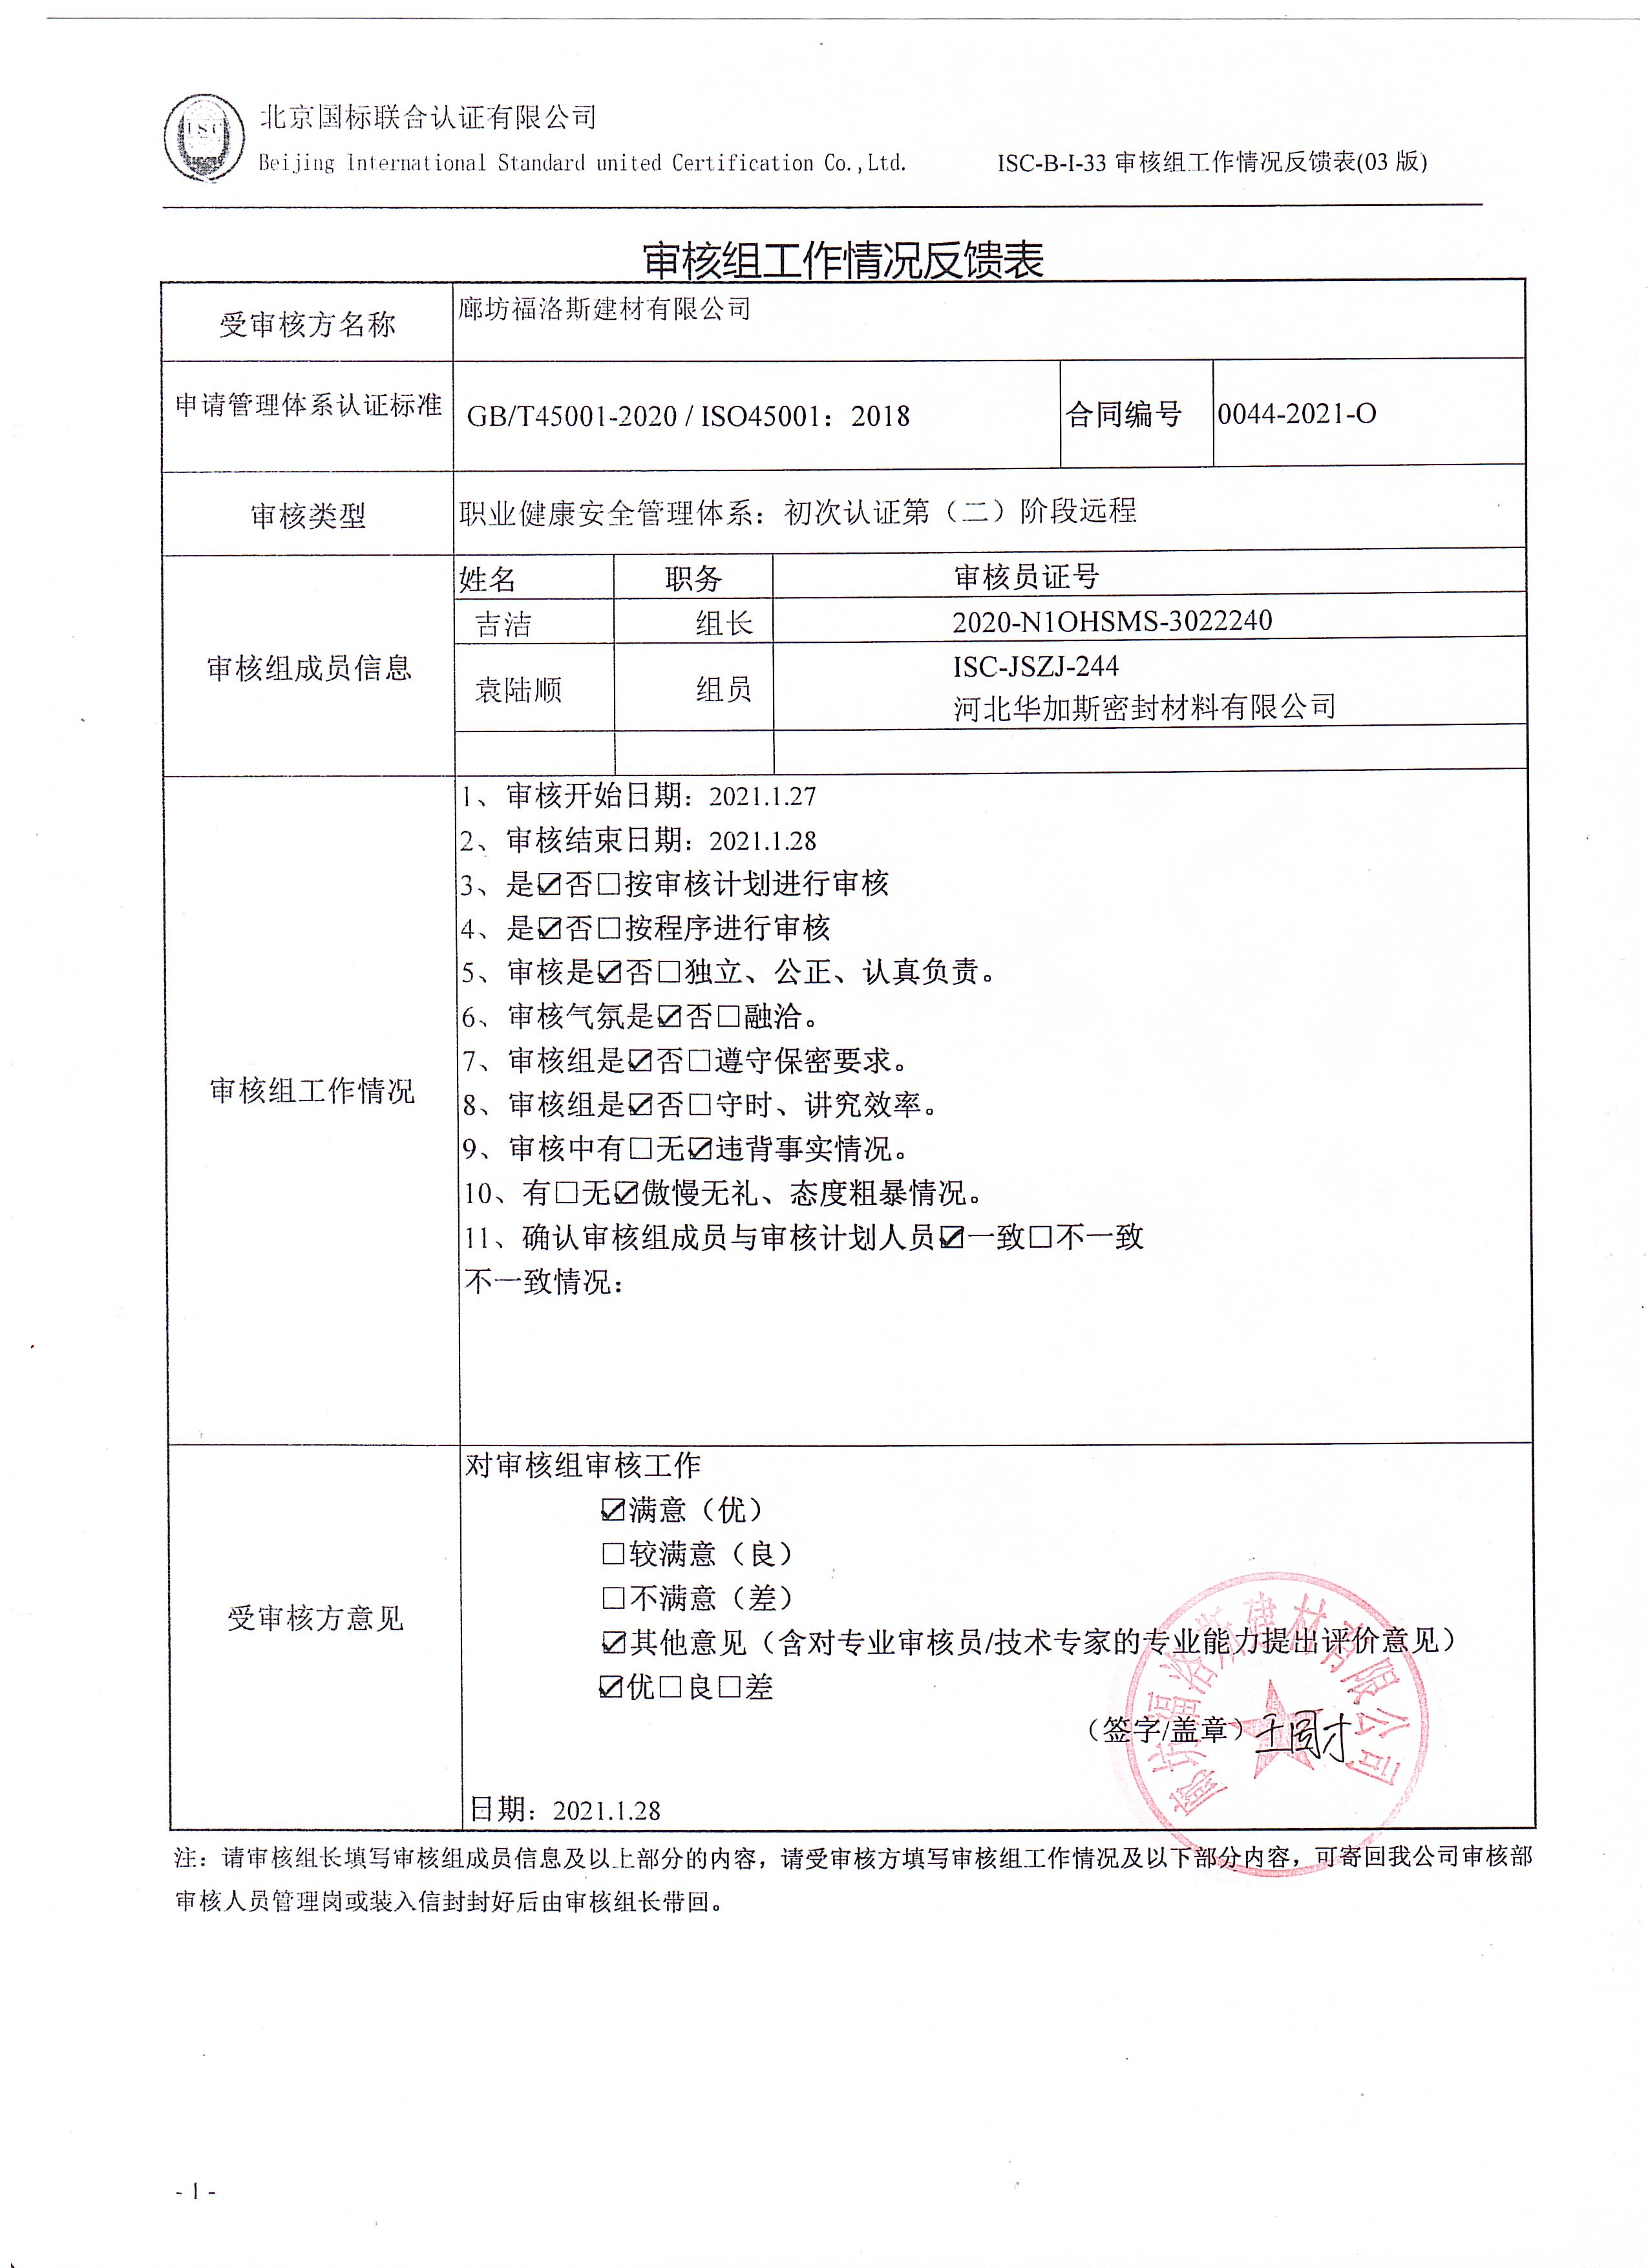 ISC
北京国标联合认证有限公司
Beijing International Standard united Certification Co.,Ltd.
ISC-B-I-33 审核组工作情况反馈表(03 版)
审核组工作情况反馈表
受审核方名称 廊坊福洛斯建材有限公司
申请管理体系认证标准 GB/T45001-2020 / ISO45001：2018 合同编号 0044-2021-O
审核类型 职业健康安全管理体系：初次认证第（二）阶段远程
审核组成员信息
姓名 职务 审核员证号
吉洁 组长 2020-N1OHSMS-3022240
袁陆顺 组员 ISC-JSZJ-244
河北华加斯密封材料有限公司
审核组工作情况
1、审核开始日期：2021.1.27
2、审核结束日期：2021.1.28
3、是☑否□按审核计划进行审核
4、是☑否□按程序进行审核
5、审核是☑否□独立、公正、认真负责。
6、审核气氛是☑否□融洽。
7、审核组是☑否□遵守保密要求。
8、审核组是☑否□守时、讲究效率。
9、审核中有□无☑违背事实情况。
10、有□无☑傲慢无礼、态度粗暴情况。
11、确认审核组成员与审核计划人员☑一致□不一致
不一致情况：
受审核方意见
对审核组审核工作
☑满意（优）
□较满意（良）
□不满意（差）
☑其他意见（含对专业审核员/技术专家的专业能力提出评价意见）
☑优□良□差
（签字/盖章）王国才
廊坊福洛斯建材有限公司
日期：2021.1.28
注：请审核组长填写审核组成员信息及以上部分的内容，请受审核方填写审核组工作情况及以下部分内容，可寄回我公司审核部
审核人员管理岗或装入信封封好后由审核组长带回。
- 1 -